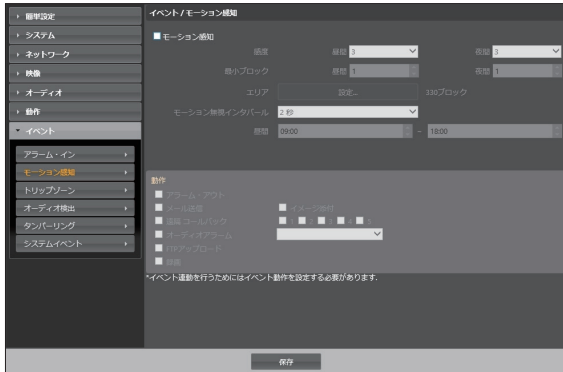 簡単設定
システム
ネットワーク
映像
オーディオ
動作
イベント
アラーム・イン
モーション感知
トリップゾーン
オーディオ検出
タンパーリング
システムイベント
イベント / モーション感知
モーション感知
感度 昼間 3 夜間 3
最小ブロック 昼間 1 夜間 1
エリア 設定... 330ブロック
モーション無視インタバール 2 秒
昼間 09:00 - 18:00
動作
アラーム・アウト
メール送信 イメージ添付
遠隔コールバック 1 2 3 4 5
オーディオアラーム
FTPアップロード
録画
*イベント連動を行うためにはイベント動作を設定する必要があります.
保存